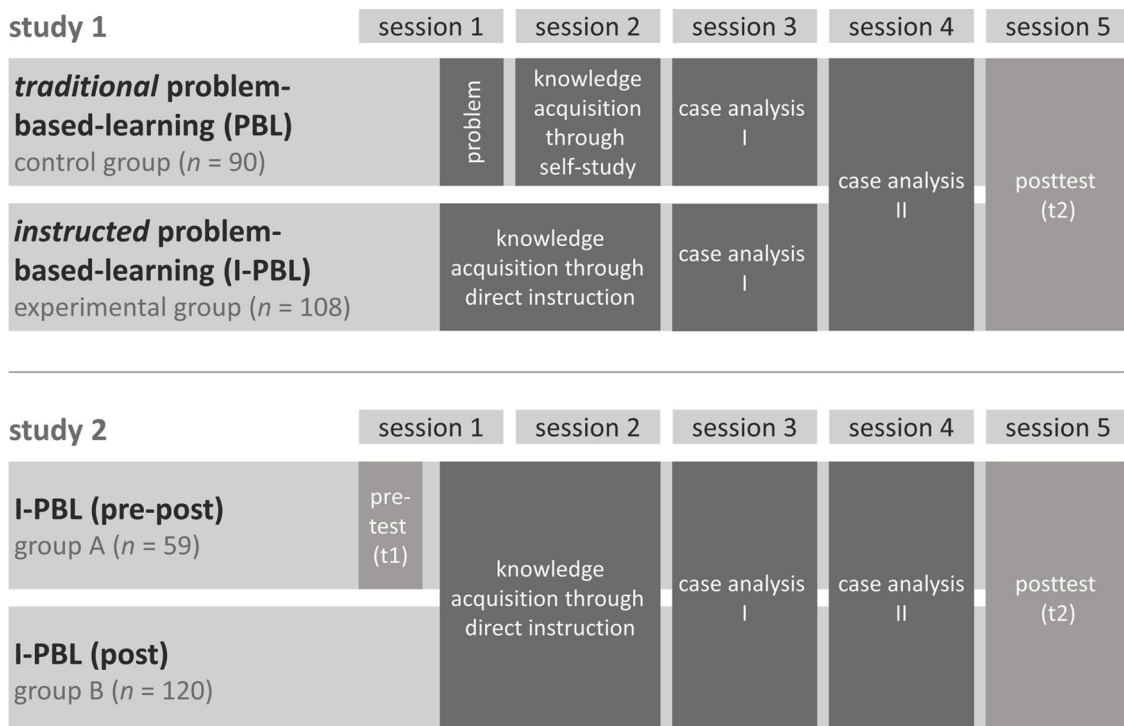 study 1
session 1
session 2
session 3
session 4
session 5
traditional problem-
based-learning (PBL)
control group (n = 90)
problem
knowledge
acquisition
through
self-study
case analysis
I
case analysis
II
posttest
(t2)
instructed problem-
based-learning (I-PBL)
experimental group (n = 108)
knowledge
acquisition through
direct instruction
case analysis
I
study 2
session 1
session 2
session 3
session 4
session 5
I-PBL (pre-post)
group A (n = 59)
pre-
test
(t1)
knowledge
acquisition through
direct instruction
case analysis
I
case analysis
II
posttest
(t2)
I-PBL (post)
group B (n = 120)